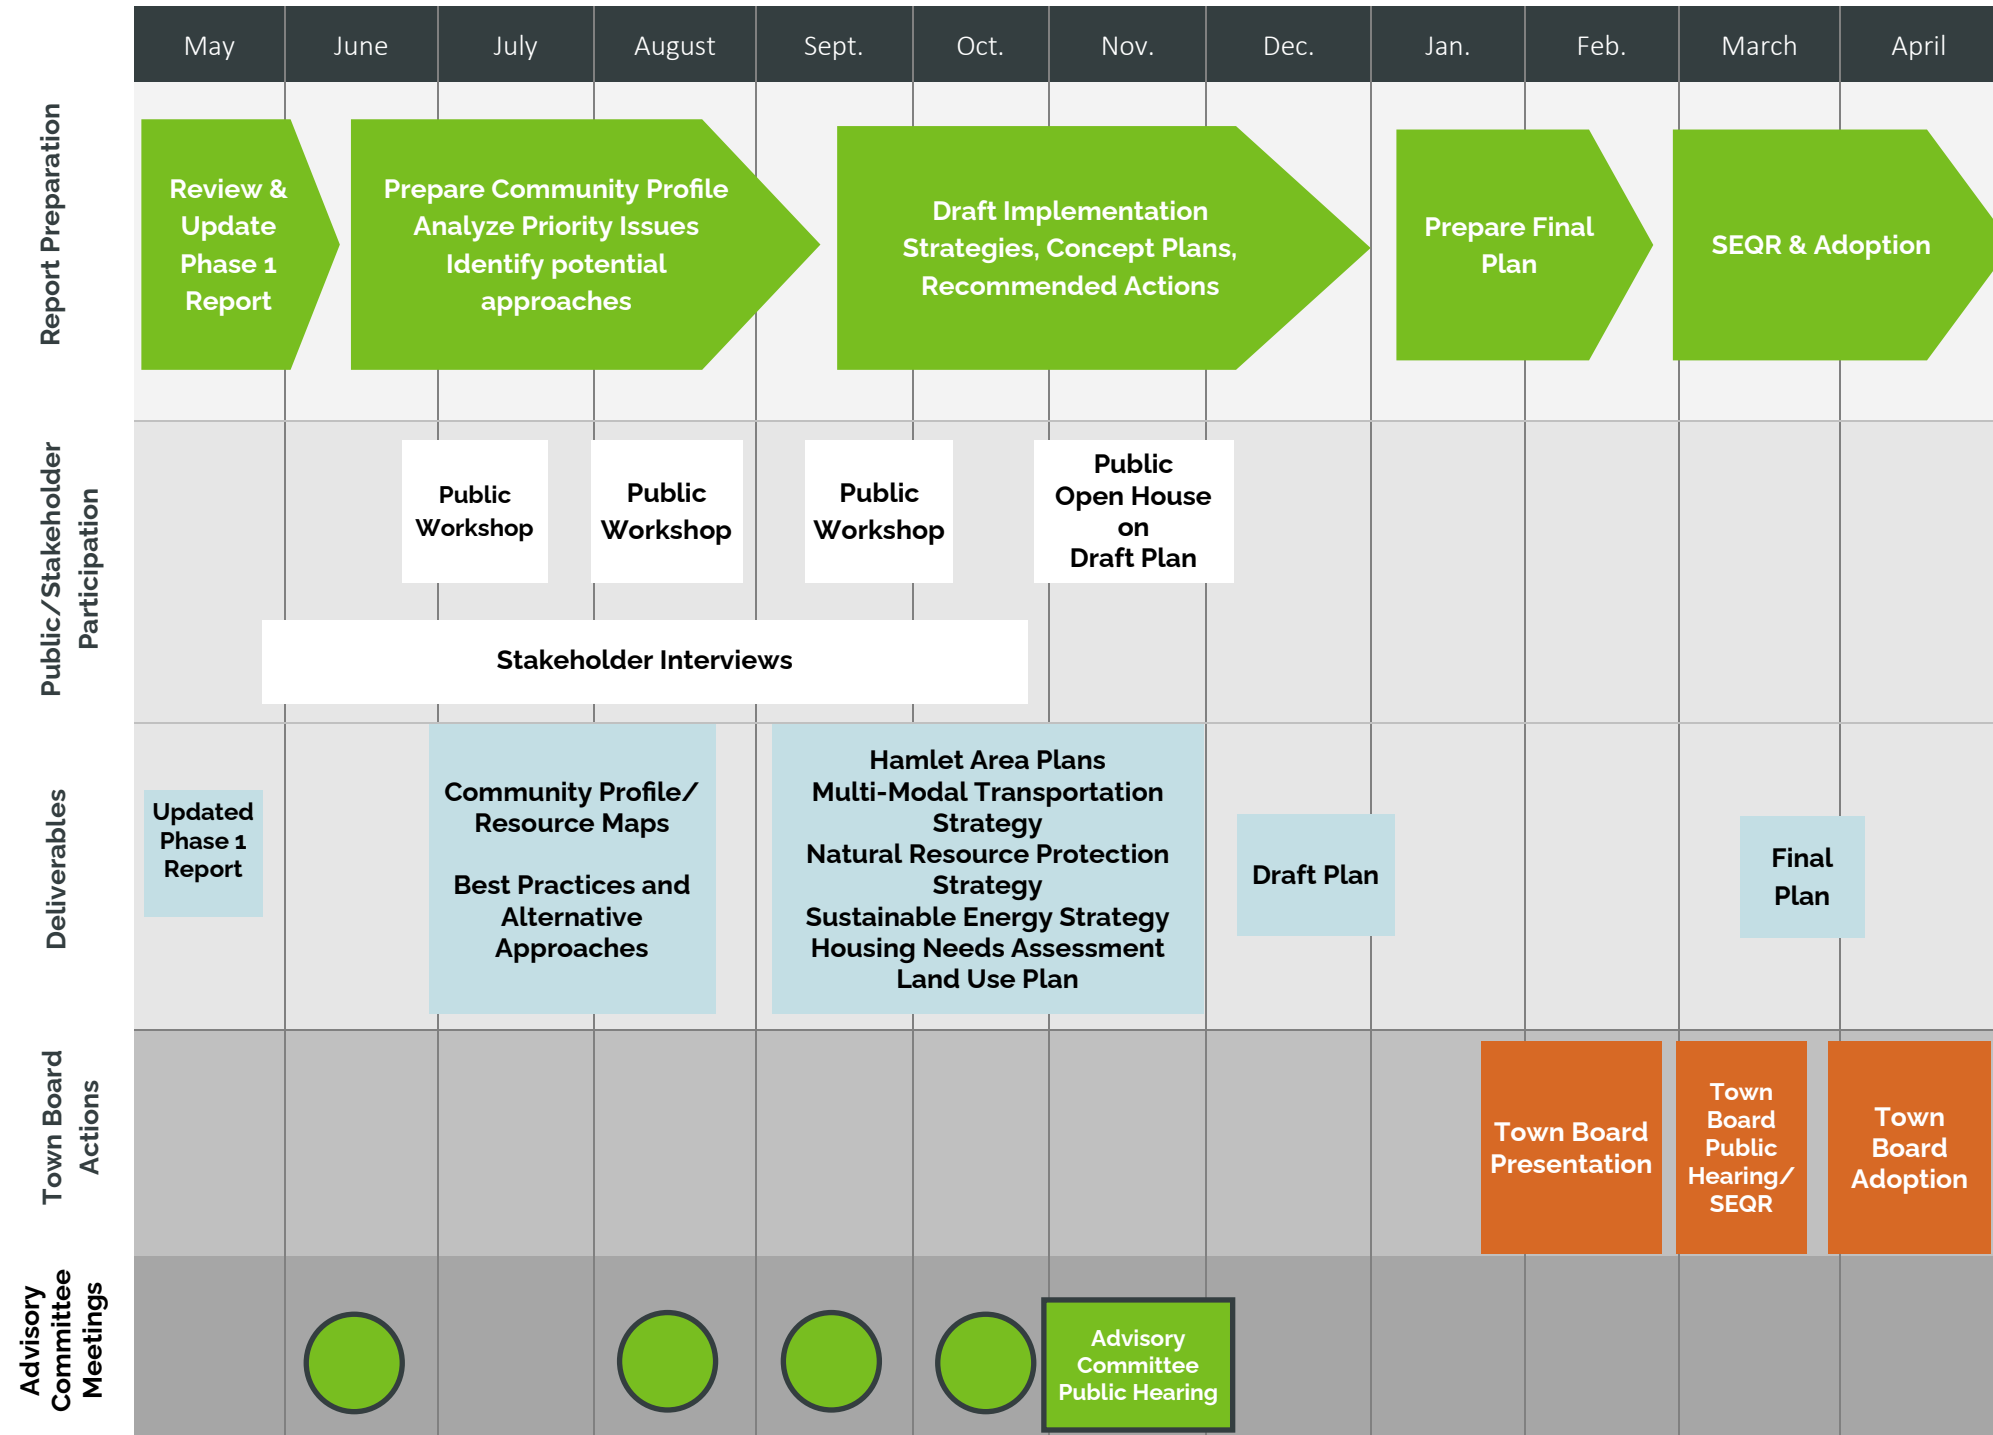 May
June
July
August
Sept.
Oct.
Nov.
Dec.
Jan.
Feb.
March
April
Report Preparation
Review &
Update
Phase 1
Report
Prepare Community Profile
Analyze Priority Issues
Identify potential
approaches
Draft Implementation
Strategies, Concept Plans,
Recommended Actions
Prepare Final
Plan
SEQR & Adoption
Public/Stakeholder
Participation
Public
Workshop
Public
Workshop
Public
Workshop
Public
Open House
on
Draft Plan
Stakeholder Interviews
Deliverables
Updated
Phase 1
Report
Community Profile/
Resource Maps
Best Practices and
Alternative
Approaches
Hamlet Area Plans
Multi-Modal Transportation
Strategy
Natural Resource Protection
Strategy
Sustainable Energy Strategy
Housing Needs Assessment
Land Use Plan
Draft Plan
Final
Plan
Town Board
Actions
Town Board
Presentation
Town
Board
Public
Hearing/
SEQR
Town
Board
Adoption
Advisory
Committee
Meetings
Advisory
Committee
Public Hearing